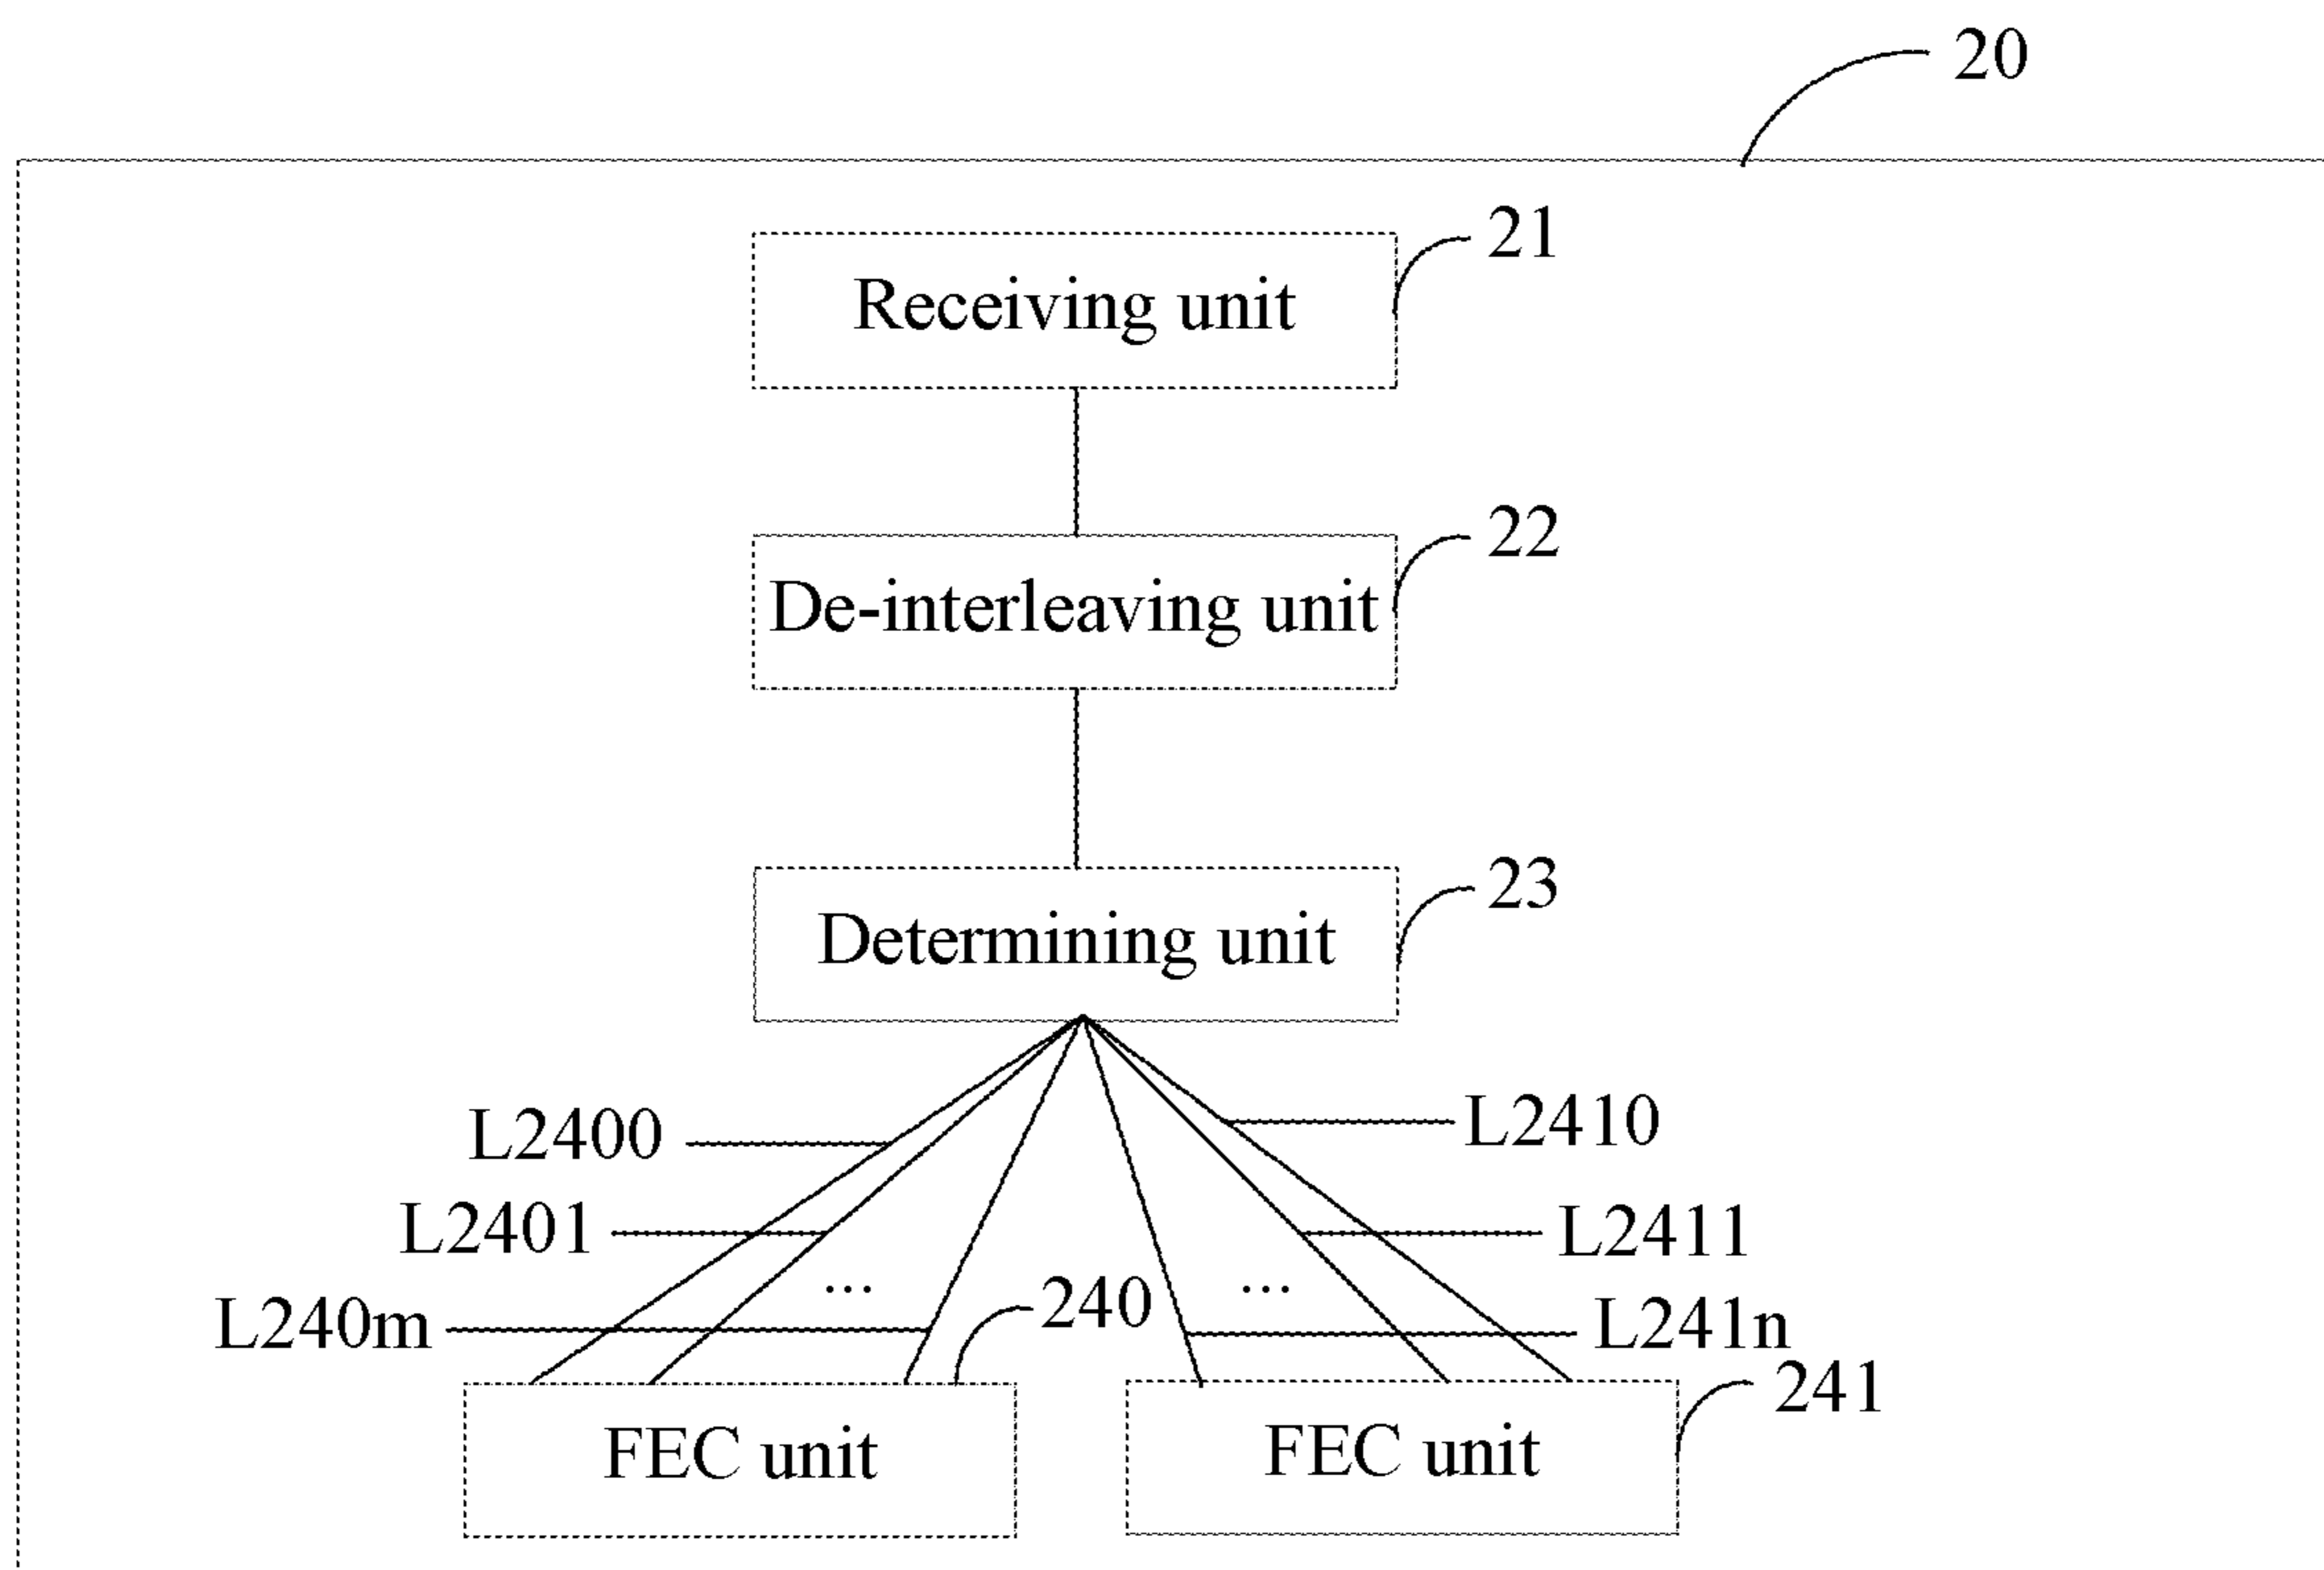 20
21
Receiving unit
22
De-interleaving unit
23
Determining unit
L2400
L2410
L2401
L2411
...
...
240
L240m
L241n
241
FEC unit
FEC unit